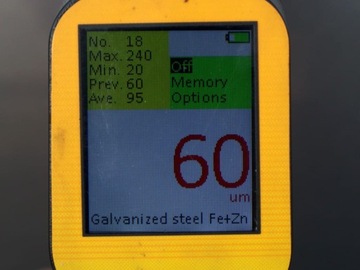 No. 18
Max. 240
Min. 20
Prev. 60
Ave. 95
Off
Memory
Options
60
um
Galvanized steel Fe+Zn